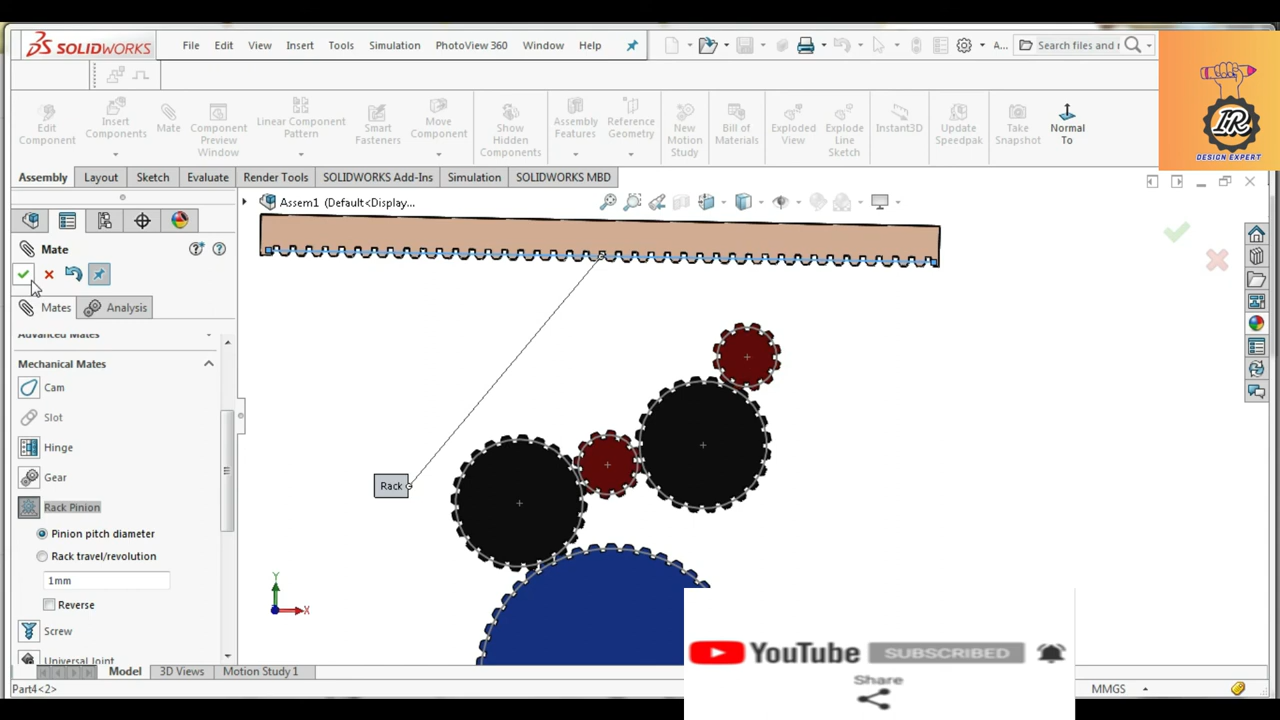 SOLIDWORKS File Edit View Insert Tools Simulation PhotoView 360 Window Help A... Search files and r
Edit Component
Insert Components
Mate
Component Preview Window
Linear Component Pattern
Smart Fasteners
Move Component
Show Hidden Components
Assembly Features
Reference Geometry
New Motion Study
Bill of Materials
Exploded View
Explode Line Sketch
Instant3D
Update Speedpak
Take Snapshot
Normal To
IR
DESIGN EXPERT
Assembly Layout Sketch Evaluate Render Tools SOLIDWORKS Add-Ins Simulation SOLIDWORKS MBD
Assem1 (Default<Display...
Mate
Mates Analysis
Advanced Mates
Mechanical Mates
Cam
Slot
Hinge
Gear
Rack Pinion
Pinion pitch diameter
Rack travel/revolution
1mm
Reverse
Screw
Universal Joint
Rack
Y
X
YouTube SUBSCRIBED
Share
Model 3D Views Motion Study 1
Part4<2> MMGS